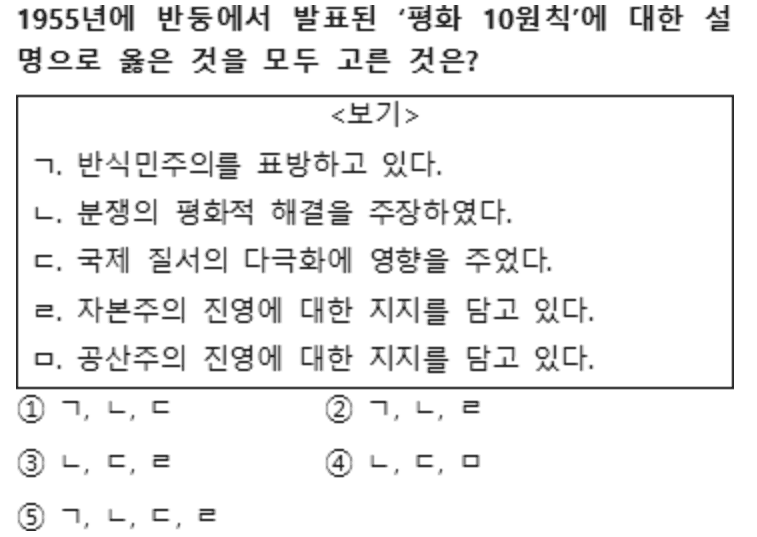 1955년에 반둥에서 발표된 ‘평화 10원칙’에 대한 설
명으로 옳은 것을 모두 고른 것은?
<보기>
ㄱ. 반식민주의를 표방하고 있다.
ㄴ. 분쟁의 평화적 해결을 주장하였다.
ㄷ. 국제 질서의 다극화에 영향을 주었다.
ㄹ. 자본주의 진영에 대한 지지를 담고 있다.
ㅁ. 공산주의 진영에 대한 지지를 담고 있다.
① ㄱ, ㄴ, ㄷ ② ㄱ, ㄴ, ㄹ
③ ㄴ, ㄷ, ㄹ ④ ㄴ, ㄷ, ㅁ
⑤ ㄱ, ㄴ, ㄷ, ㄹ